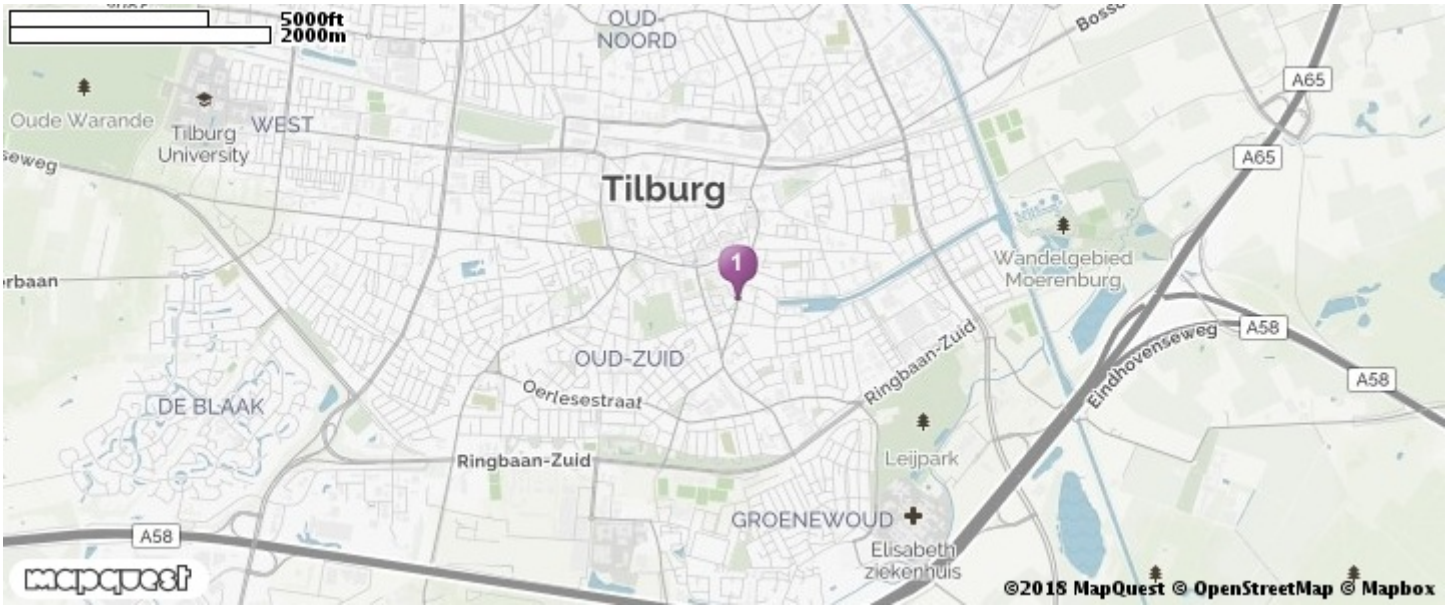 5000ft
2000m
OUD-
NOORD
A65
Oude Warande
Tilburg
University
WEST
seweg
A65
Tilburg
1
Wandelgebied
Moerenburg
erbaan
A58
Eindhovenseweg
Ringbaan-Zuid
OUD-ZUID
A58
Oerlesestraat
DE BLAAK
Leijpark
Ringbaan-Zuid
GROENEWOUD
A58
Elisabeth
ziekenhuis
mapquest
©2018 MapQuest © OpenStreetMap © Mapbox